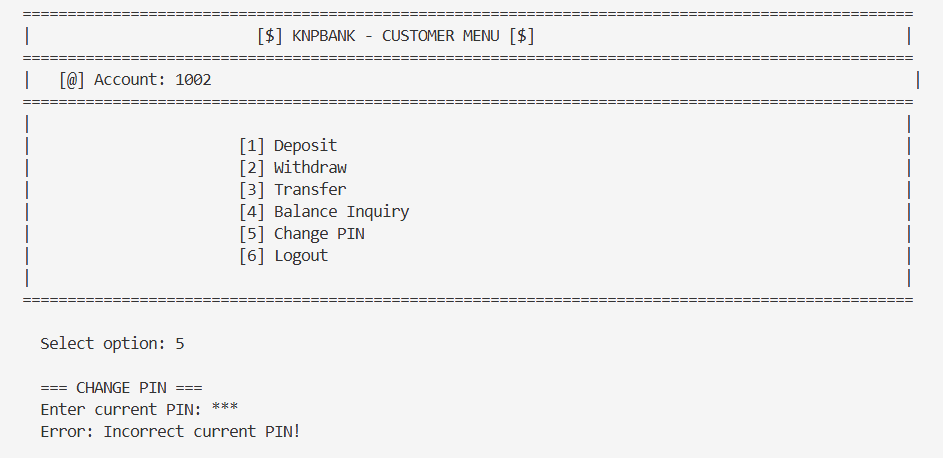 ===================================================================================================
|                         [$] KNPBANK - CUSTOMER MENU [$]                                         |
===================================================================================================
|   [@] Account: 1002                                                                              |
===================================================================================================
|                                                                                                 |
|                       [1] Deposit                                                               |
|                       [2] Withdraw                                                              |
|                       [3] Transfer                                                              |
|                       [4] Balance Inquiry                                                       |
|                       [5] Change PIN                                                            |
|                       [6] Logout                                                                |
|                                                                                                 |
===================================================================================================
Select option: 5
=== CHANGE PIN ===
Enter current PIN: ***
Error: Incorrect current PIN!